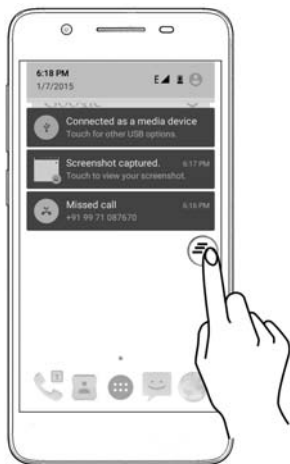 6:18 PM
1/7/2015
E
Connected as a media device
Touch for other USB options.
Screenshot captured. 6:17 PM
Touch to view your screenshot.
Missed call 6:16 PM
+91 99 71 087670